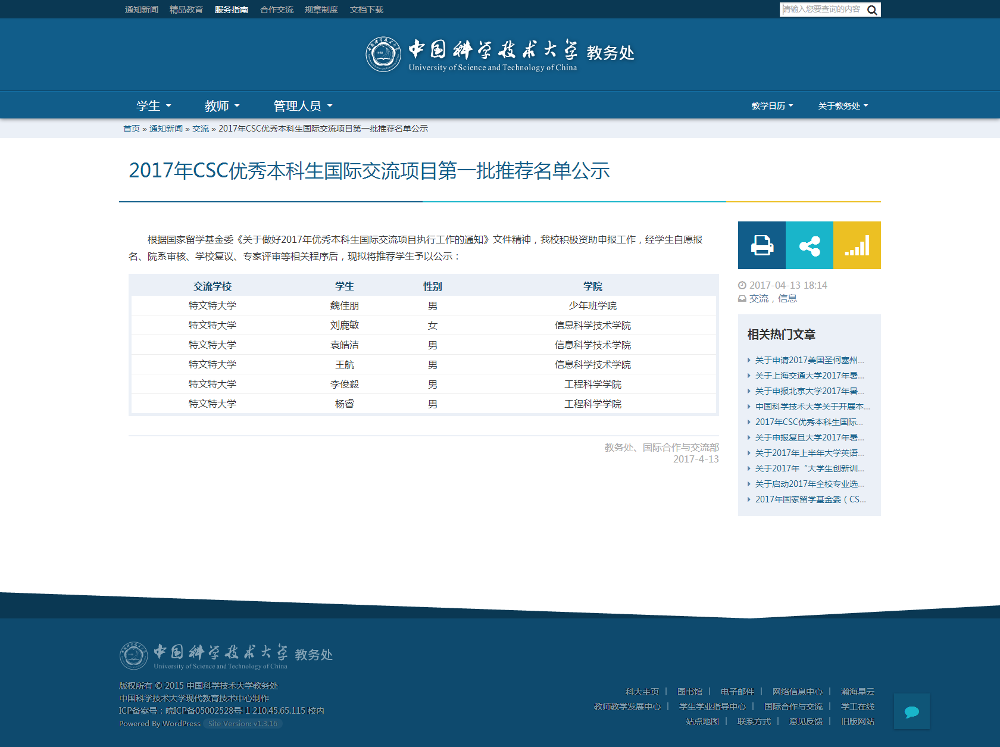 通知新闻 精品教育 服务指南 合作交流 规章制度 文档下载
请输入您要查询的内容
中国科学技术大学 教务处
University of Science and Technology of China
学生 教师 管理人员 教学日历 关于教务处
首页 » 通知新闻 » 交流 » 2017年CSC优秀本科生国际交流项目第一批推荐名单公示
2017年CSC优秀本科生国际交流项目第一批推荐名单公示
根据国家留学基金委《关于做好2017年优秀本科生国际交流项目执行工作的通知》文件精神，我校积极资助申报工作，经学生自愿报
名、院系审核、学校复议、专家评审等相关程序后，现拟将推荐学生予以公示：
交流学校 学生 性别 学院
特文特大学 魏佳朋 男 少年班学院
特文特大学 刘鹿敏 女 信息科学技术学院
特文特大学 袁皓洁 男 信息科学技术学院
特文特大学 王航 男 信息科学技术学院
特文特大学 李俊毅 男 工程科学学院
特文特大学 杨睿 男 工程科学学院
教务处、国际合作与交流部
2017-4-13
2017-04-13 18:14
交流，信息
相关热门文章
关于申请2017美国圣何塞州...
关于上海交通大学2017年暑...
关于申报北京大学2017年暑...
中国科学技术大学关于开展本...
2017年CSC优秀本科生国际...
关于申报复旦大学2017年暑...
关于2017年上半年大学英语...
关于2017年“大学生创新训...
关于启动2017年全校专业选...
2017年国家留学基金委（CS...
中国科学技术大学 教务处
University of Science and Technology of China
版权所有 © 2015 中国科学技术大学教务处
中国科学技术大学现代教育技术中心制作
ICP备案号：皖ICP备05002528号-1 210.45.65.115 校内
Powered By WordPress Site Version: v1.3.16
科大主页 | 图书馆 | 电子邮件 | 网络信息中心 | 瀚海星云
教师教学发展中心 | 学生学业指导中心 | 国际合作与交流 | 学工在线
站点地图 | 联系方式 | 意见反馈 | 旧版网站